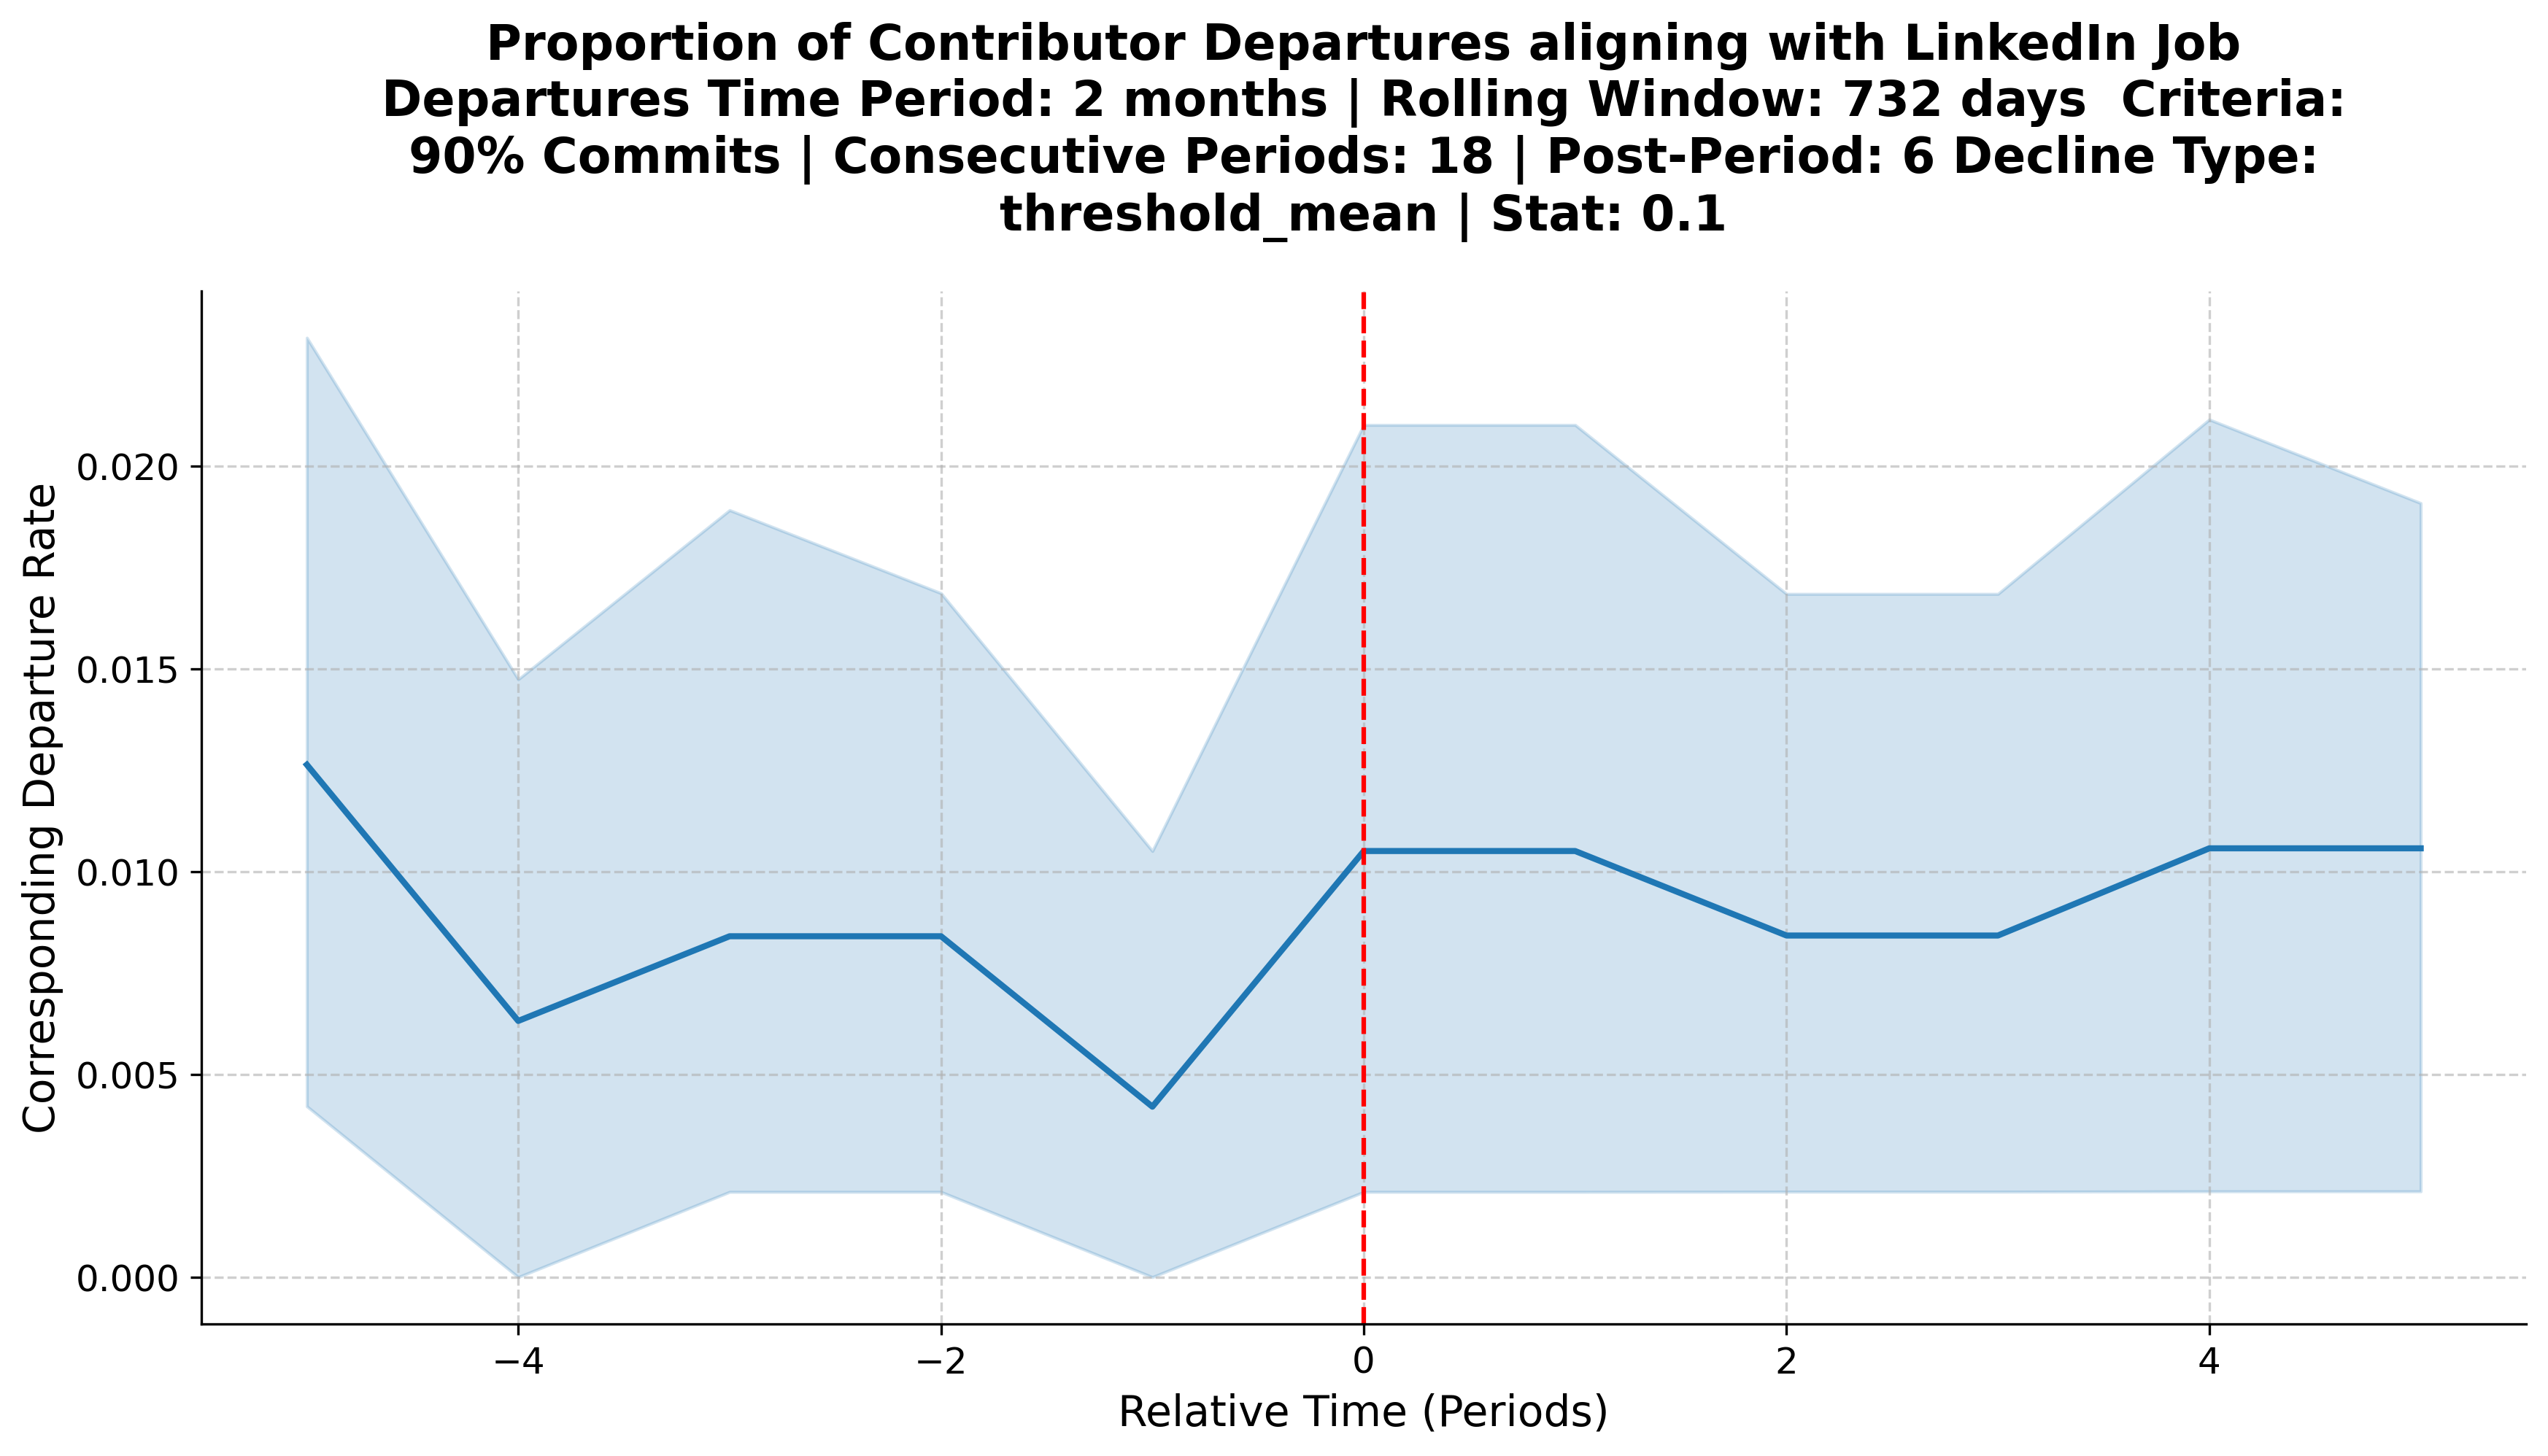 Proportion of Contributor Departures aligning with LinkedIn Job
Departures Time Period: 2 months | Rolling Window: 732 days  Criteria:
90% Commits | Consecutive Periods: 18 | Post-Period: 6 Decline Type:
threshold_mean | Stat: 0.1
Corresponding Departure Rate
0.020
0.015
0.010
0.005
0.000
−4
−2
0
2
4
Relative Time (Periods)